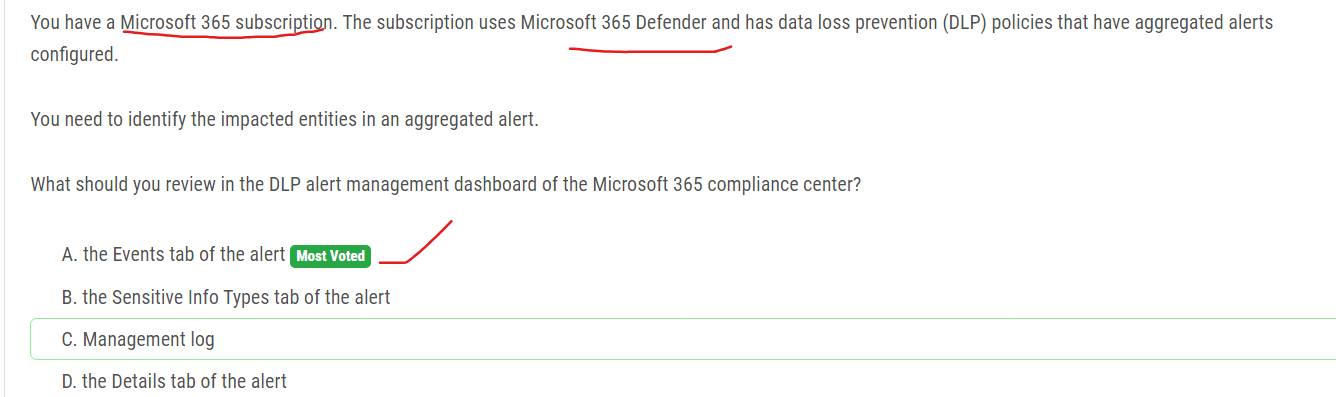 You have a Microsoft 365 subscription. The subscription uses Microsoft 365 Defender and has data loss prevention (DLP) policies that have aggregated alerts
configured.
You need to identify the impacted entities in an aggregated alert.
What should you review in the DLP alert management dashboard of the Microsoft 365 compliance center?
A. the Events tab of the alert Most Voted
B. the Sensitive Info Types tab of the alert
C. Management log
D. the Details tab of the alert